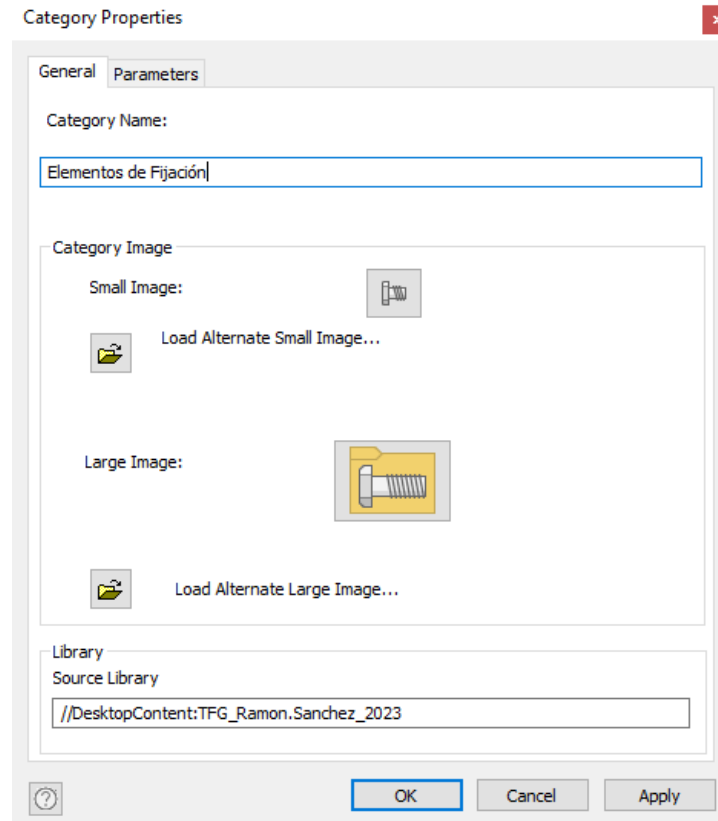 Category Properties
General Parameters
Category Name:
Elementos de Fijación
Category Image
Small Image:
Load Alternate Small Image...
Large Image:
Load Alternate Large Image...
Library
Source Library
//DesktopContent:TFG_Ramon.Sanchez_2023
? OK Cancel Apply